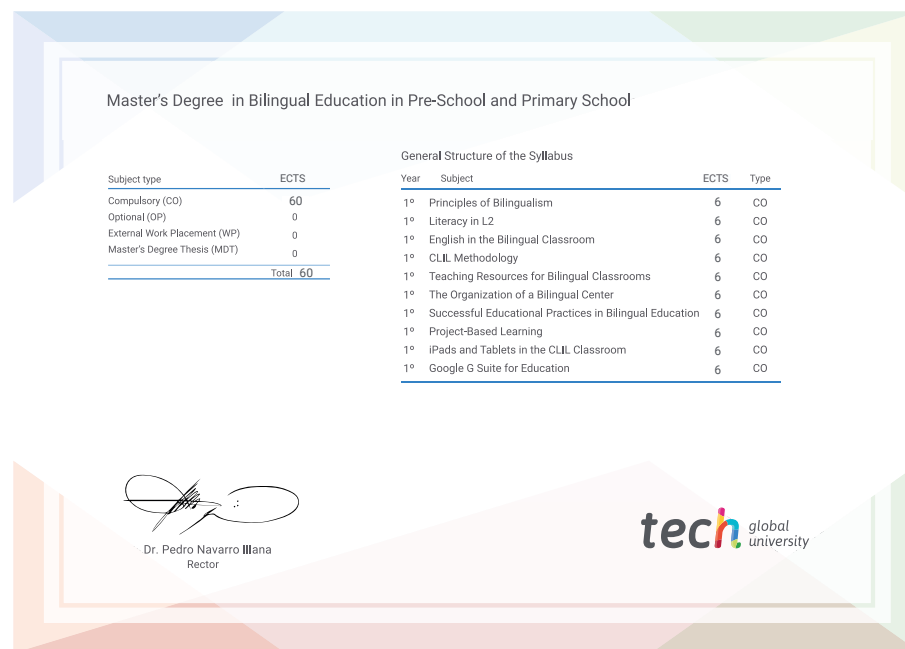 Master's Degree in Bilingual Education in Pre-School and Primary School
Subject type ECTS
Compulsory (CO) 60
Optional (OP) 0
External Work Placement (WP) 0
Master's Degree Thesis (MDT) 0
Total 60
General Structure of the Syllabus
Year Subject ECTS Type
1º Principles of Bilingualism 6 CO
1º Literacy in L2 6 CO
1º English in the Bilingual Classroom 6 CO
1º CLIL Methodology 6 CO
1º Teaching Resources for Bilingual Classrooms 6 CO
1º The Organization of a Bilingual Center 6 CO
1º Successful Educational Practices in Bilingual Education 6 CO
1º Project-Based Learning 6 CO
1º iPads and Tablets in the CLIL Classroom 6 CO
1º Google G Suite for Education 6 CO
Dr. Pedro Navarro Illana
Rector
tech global
university